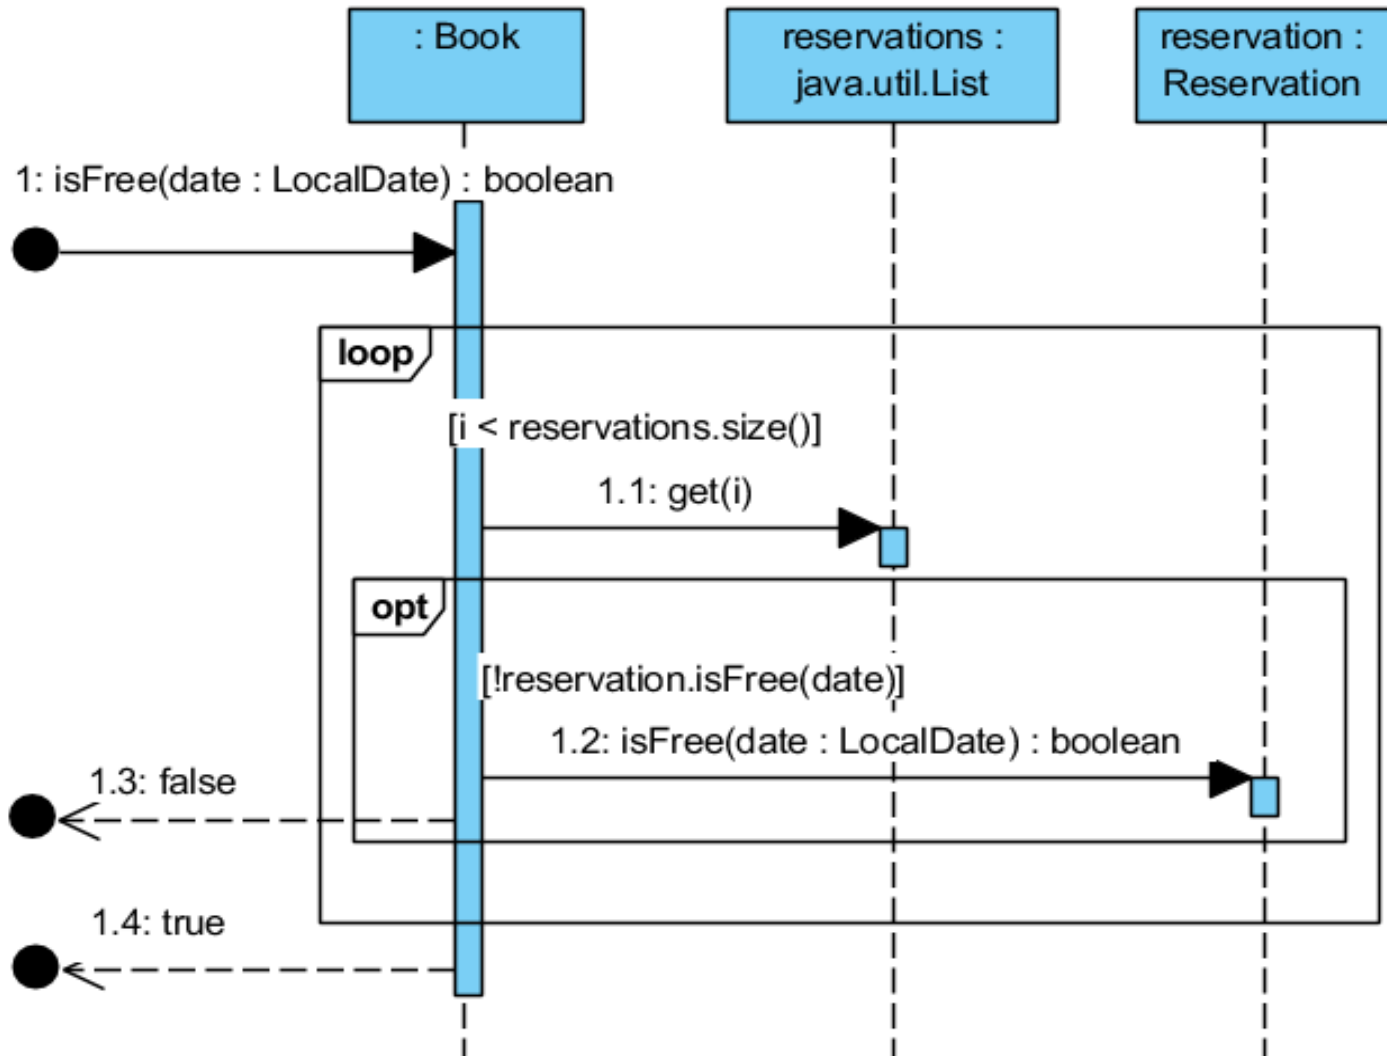 : Book
reservations :
java.util.List
reservation :
Reservation
1: isFree(date : LocalDate) : boolean
loop
[i < reservations.size()]
1.1: get(i)
opt
[!reservation.isFree(date)]
1.2: isFree(date : LocalDate) : boolean
1.3: false
1.4: true